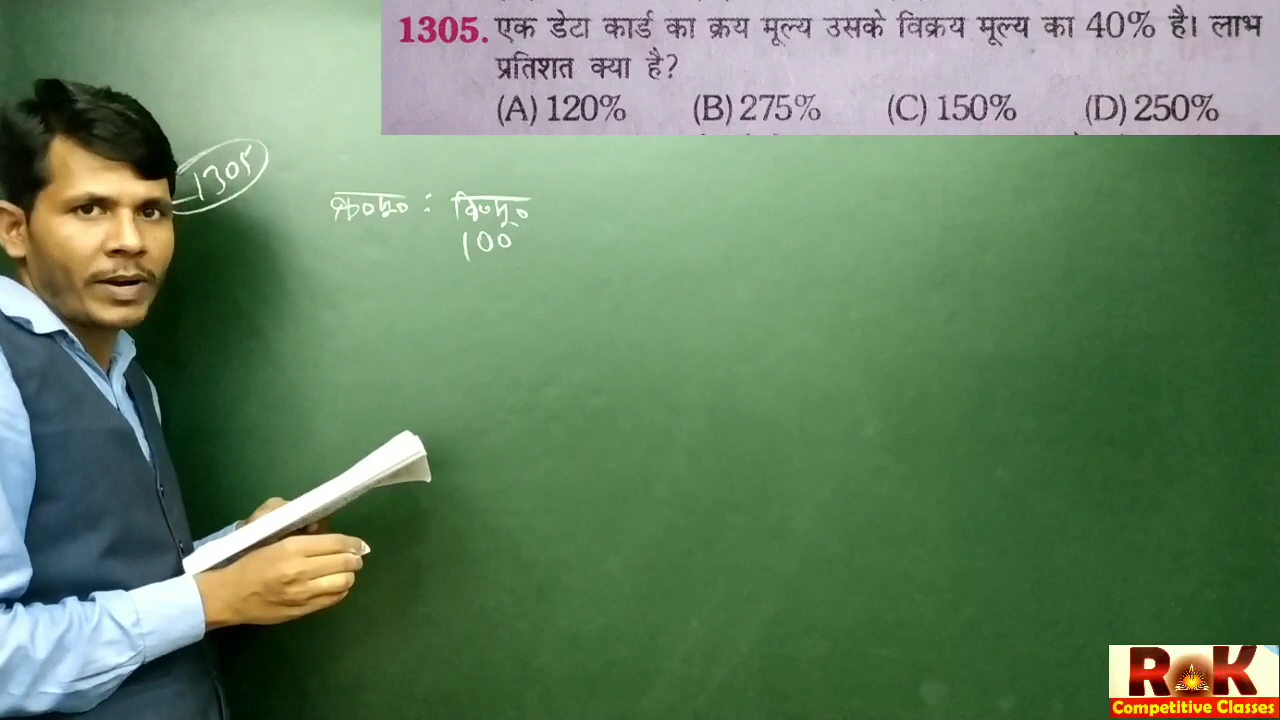 1305. एक डेटा कार्ड का क्रय मूल्य उसके विक्रय मूल्य का 40% है। लाभ
प्रतिशत क्या है?
(A) 120% (B) 275% (C) 150% (D) 250%
1305
क्र०मू० : वि०मू०
100
RK
Competitive Classes